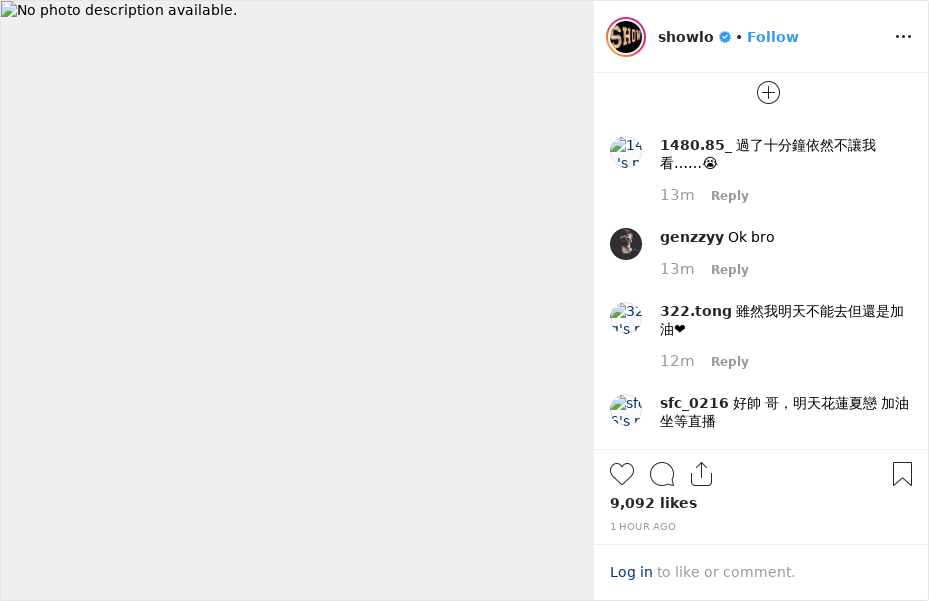 No photo description available.
SHOW
showlo • Follow
1480.85_ 過了十分鐘依然不讓我
看......😭
13m Reply
genzzyy Ok bro
13m Reply
322.tong 雖然我明天不能去但還是加
油❤
12m Reply
sfc_0216 好帥 哥，明天花蓮夏戀 加油
坐等直播
9,092 likes
1 HOUR AGO
Log in to like or comment.